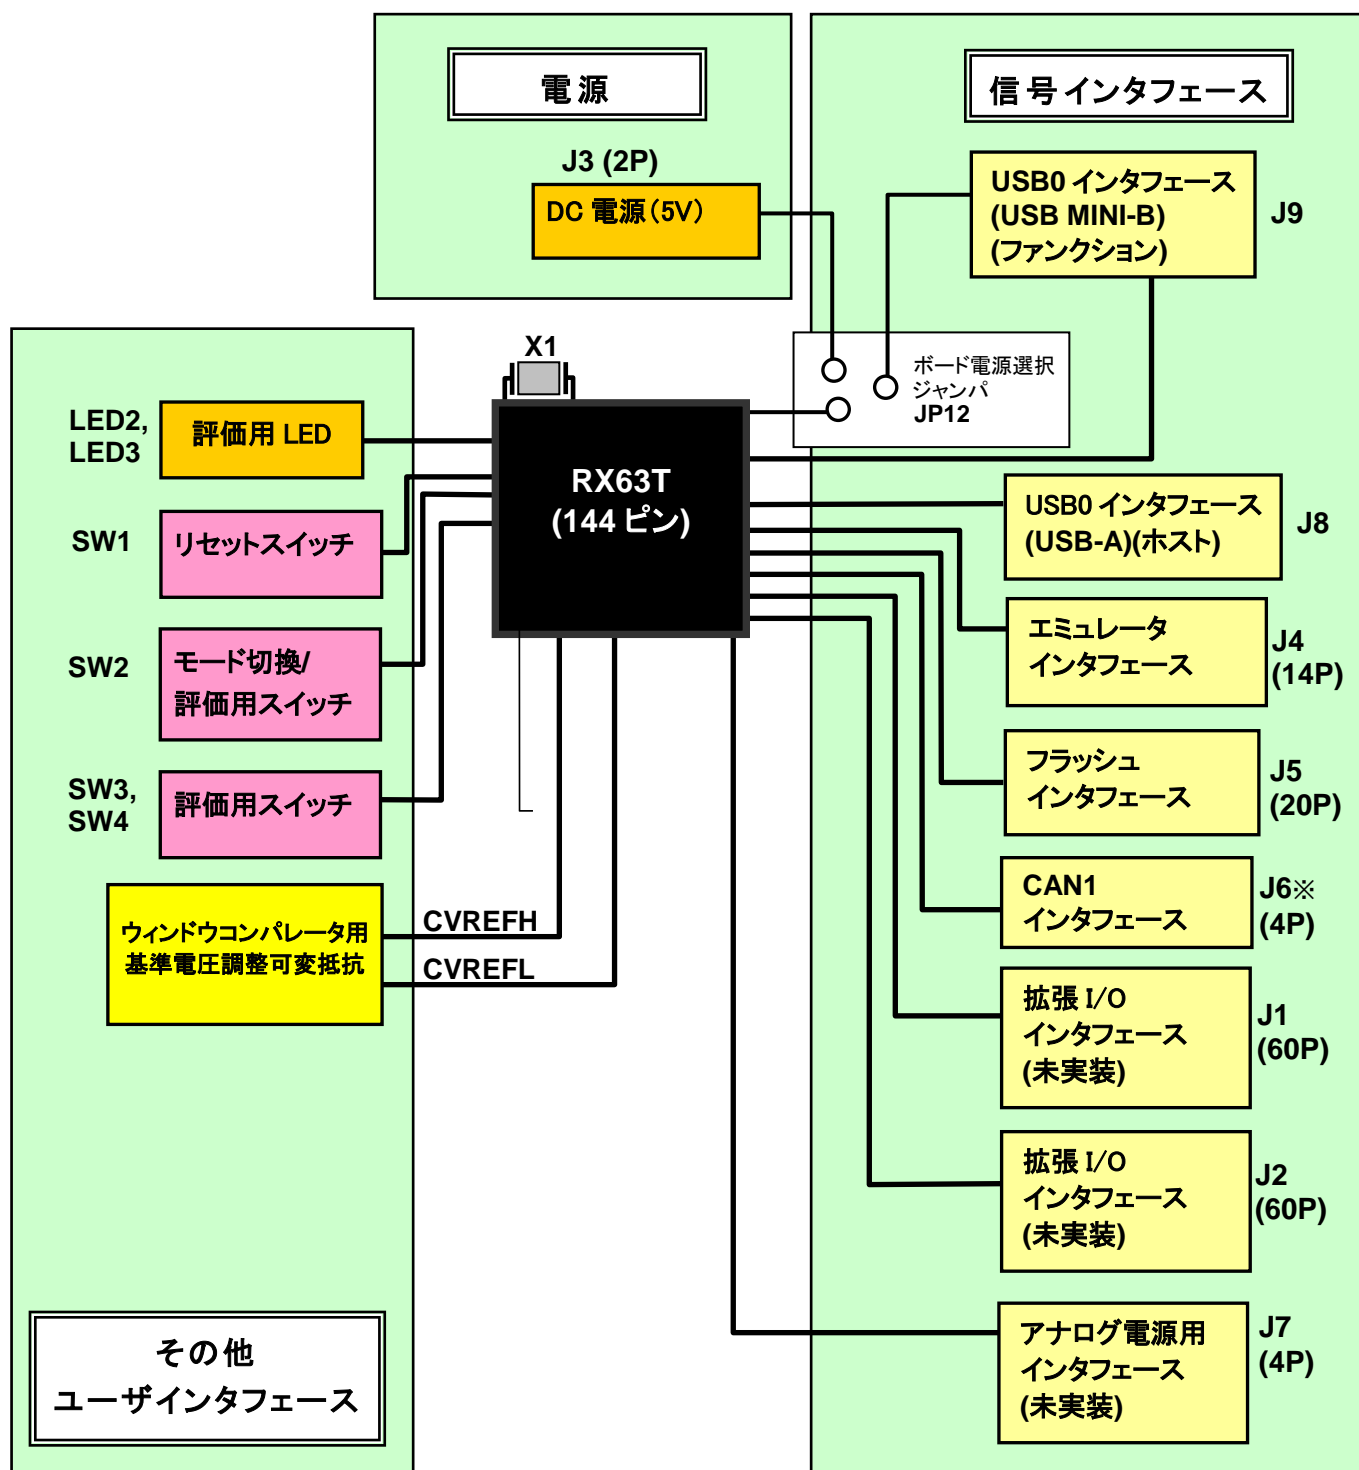 電源
J3 (2P)
DC 電源(5V)
信号インタフェース
USB0 インタフェース
(USB MINI-B)
(ファンクション)
J9
X1
ボード電源選択
ジャンパ
JP12
RX63T
(144 ピン)
LED2,
LED3
評価用 LED
SW1
リセットスイッチ
SW2
モード切換/
評価用スイッチ
SW3,
SW4
評価用スイッチ
ウィンドウコンパレータ用
基準電圧調整可変抵抗
CVREFH
CVREFL
USB0 インタフェース
(USB-A)(ホスト)
J8
エミュレータ
インタフェース
J4
(14P)
フラッシュ
インタフェース
J5
(20P)
CAN1
インタフェース
J6※
(4P)
拡張 I/O
インタフェース
(未実装)
J1
(60P)
拡張 I/O
インタフェース
(未実装)
J2
(60P)
アナログ電源用
インタフェース
(未実装)
J7
(4P)
その他
ユーザインタフェース